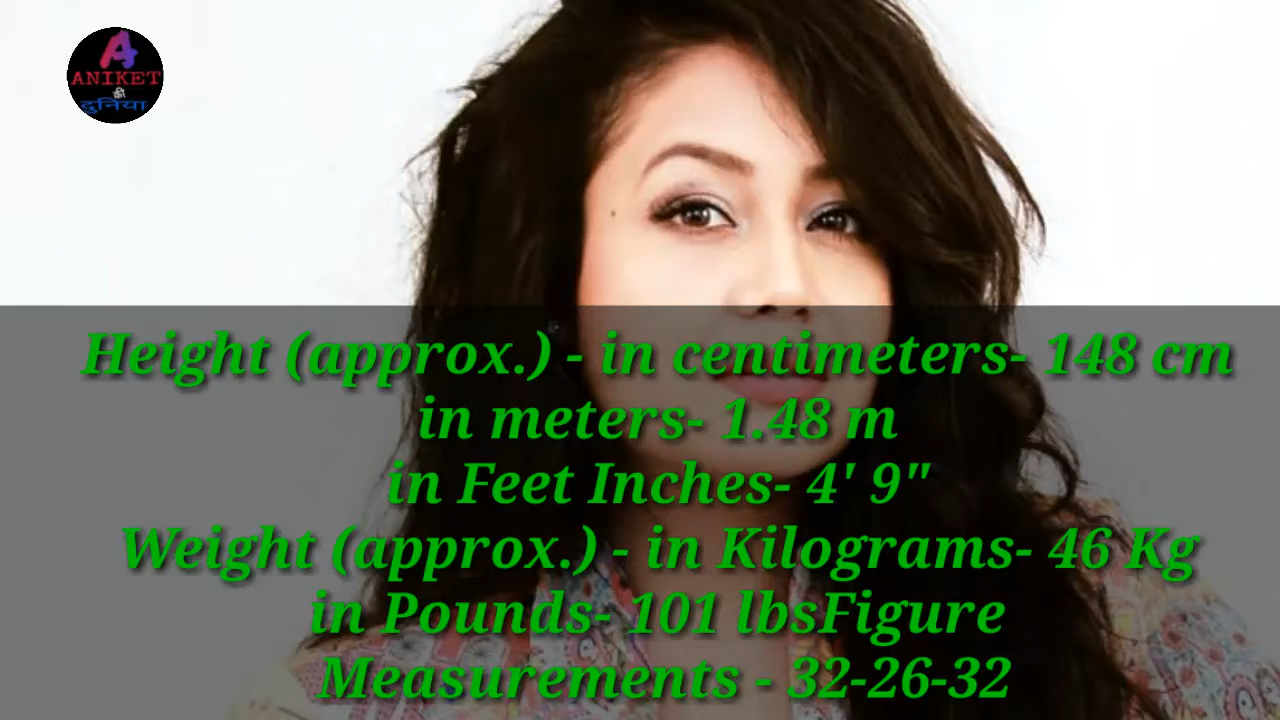 A
ANIKET
की
दुनिया
Height (approx.) - in centimeters- 148 cm
in meters- 1.48 m
in Feet Inches- 4' 9"
Weight (approx.) - in Kilograms- 46 Kg
in Pounds- 101 lbsFigure
Measurements - 32-26-32